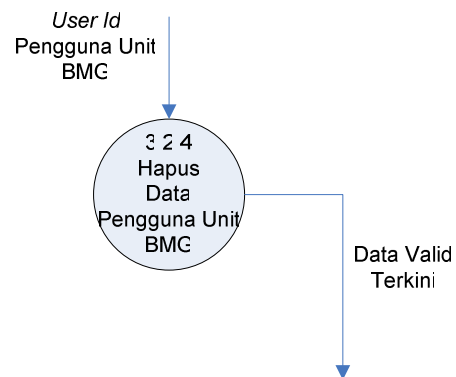 User Id
Pengguna Unit
BMG
3 2 4
Hapus
Data
Pengguna Unit
BMG
Data Valid
Terkini